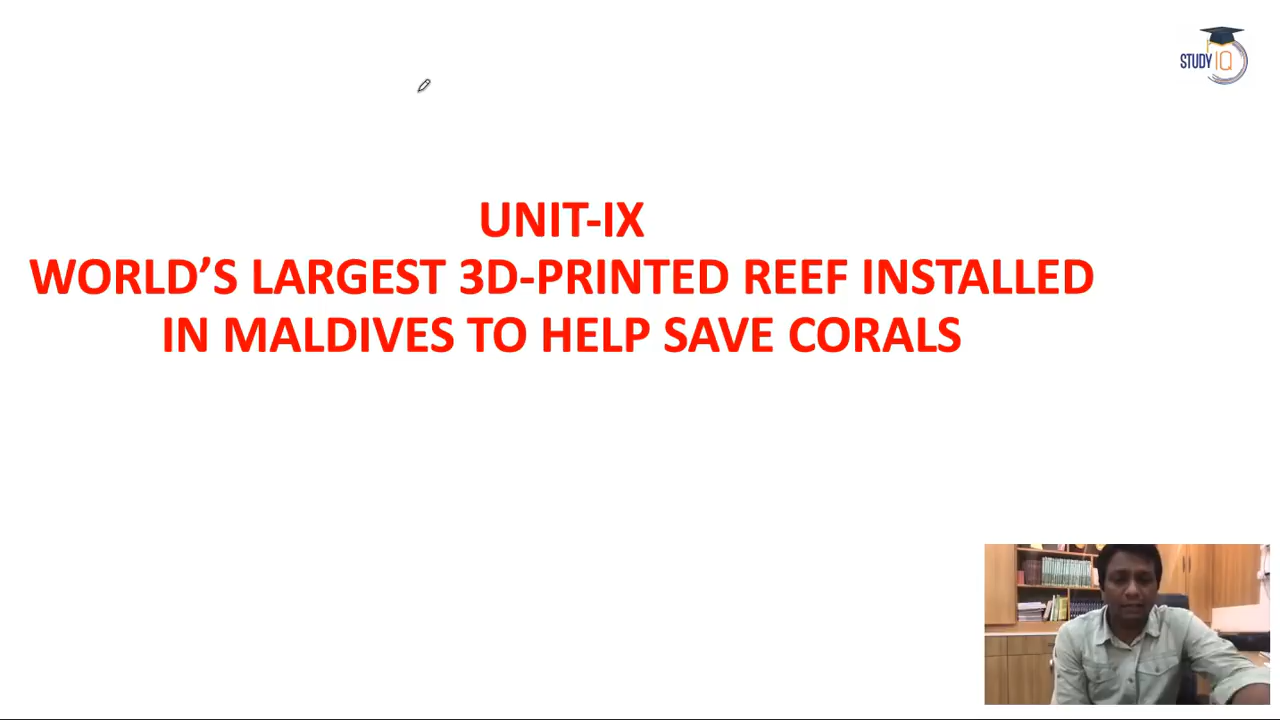 STUDY IQ
UNIT-IX
WORLD'S LARGEST 3D-PRINTED REEF INSTALLED
IN MALDIVES TO HELP SAVE CORALS